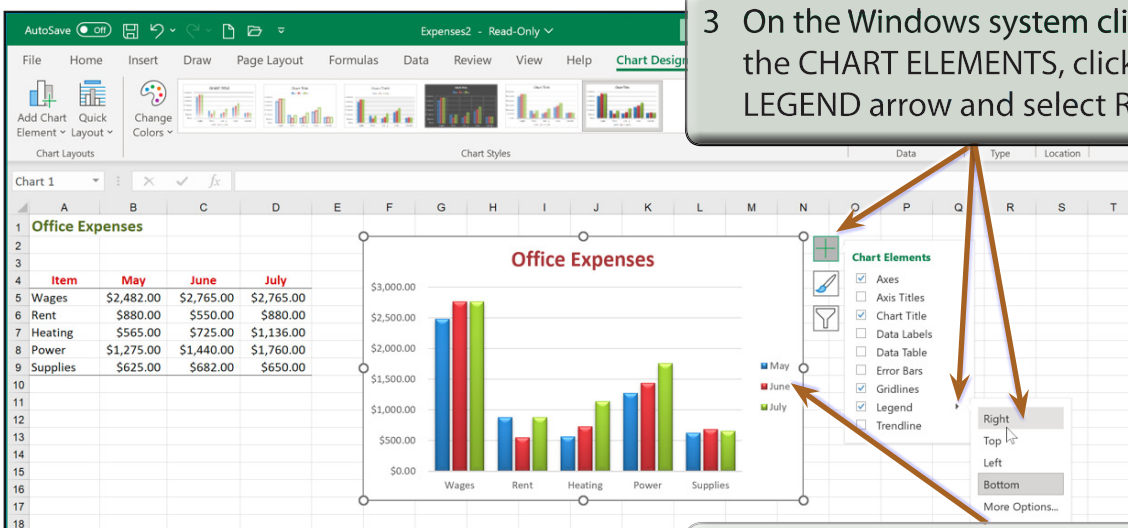 3 On the Windows system cli
the CHART ELEMENTS, click
LEGEND arrow and select R
AutoSave Off Expenses2 - Read-Only
File Home Insert Draw Page Layout Formulas Data Review View Help Chart Design
Add Chart Element Quick Layout Change Colors
Chart Layouts Chart Styles Data Type Location
Chart 1 fx
A B C D E F G H I J K L M N O P Q R S T
1 Office Expenses
2
3
4 Item May June July
5 Wages $2,482.00 $2,765.00 $2,765.00
6 Rent $880.00 $550.00 $880.00
7 Heating $565.00 $725.00 $1,136.00
8 Power $1,275.00 $1,440.00 $1,760.00
9 Supplies $625.00 $682.00 $650.00
10
11
12
13
14
15
16
17
18
Office Expenses
$3,000.00
$2,500.00
$2,000.00
$1,500.00
$1,000.00
$500.00
$0.00
Wages Rent Heating Power Supplies
May
June
July
Chart Elements
Axes
Axis Titles
Chart Title
Data Labels
Data Table
Error Bars
Gridlines
Legend
Trendline
Right
Top
Left
Bottom
More Options...